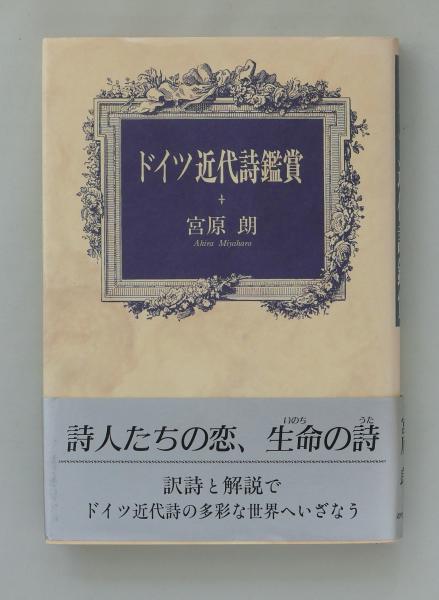 ドイツ近代詩鑑賞
宮原 朗
Akira Miyahara
いのち うた
詩人たちの恋、生命の詩
訳詩と解説で
ドイツ近代詩の多彩な世界へいざなう